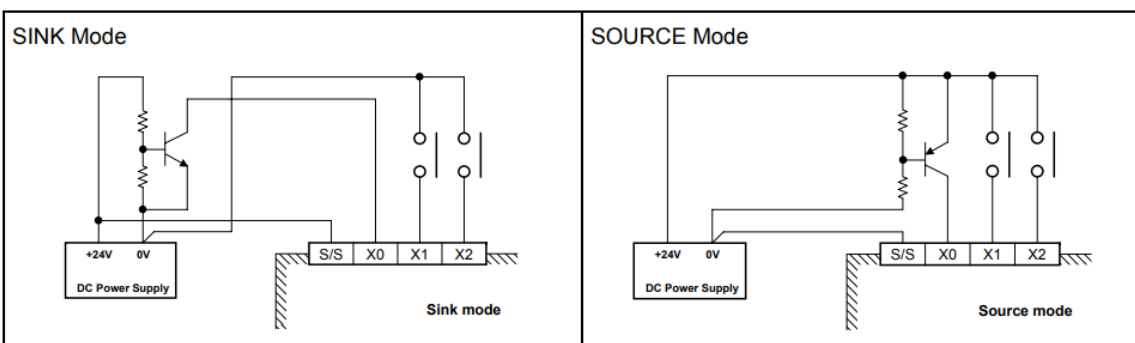 SINK Mode
+24V 0V
DC Power Supply
S/S X0 X1 X2
Sink mode
SOURCE Mode
+24V 0V
DC Power Supply
S/S X0 X1 X2
Source mode